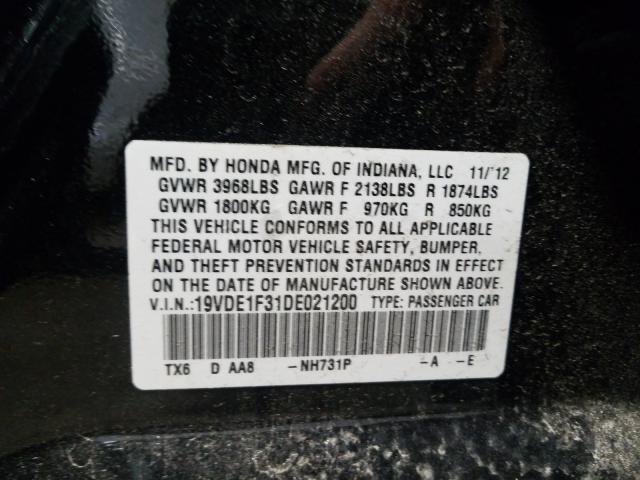 MFD. BY HONDA MFG. OF INDIANA, LLC 11/12
GVWR 3968LBS GAWR F 2138LBS R 1874LBS
GVWR 1800KG GAWR F 970KG R 850KG
THIS VEHICLE CONFORMS TO ALL APPLICABLE
FEDERAL MOTOR VEHICLE SAFETY, BUMPER,
AND THEFT PREVENTION STANDARDS IN EFFECT
ON THE DATE OF MANUFACTURE SHOWN ABOVE.
V.I.N.:19VDE1F31DE021200 TYPE: PASSENGER CAR
TX6 D AA8 -NH731P -A -E